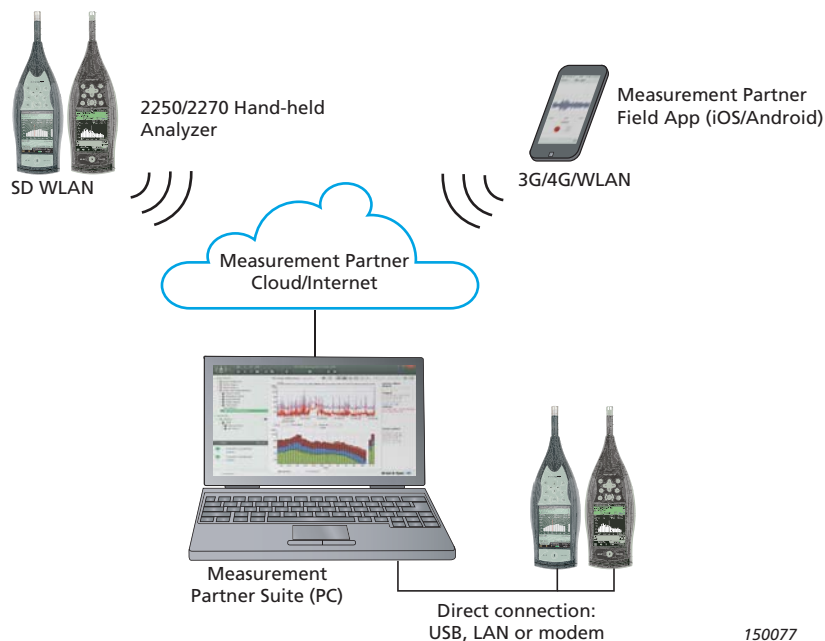 2250/2270 Hand-held
Analyzer
SD WLAN
Measurement Partner
Field App (iOS/Android)
3G/4G/WLAN
Measurement Partner
Cloud/Internet
Measurement
Partner Suite (PC)
Direct connection:
USB, LAN or modem
150077